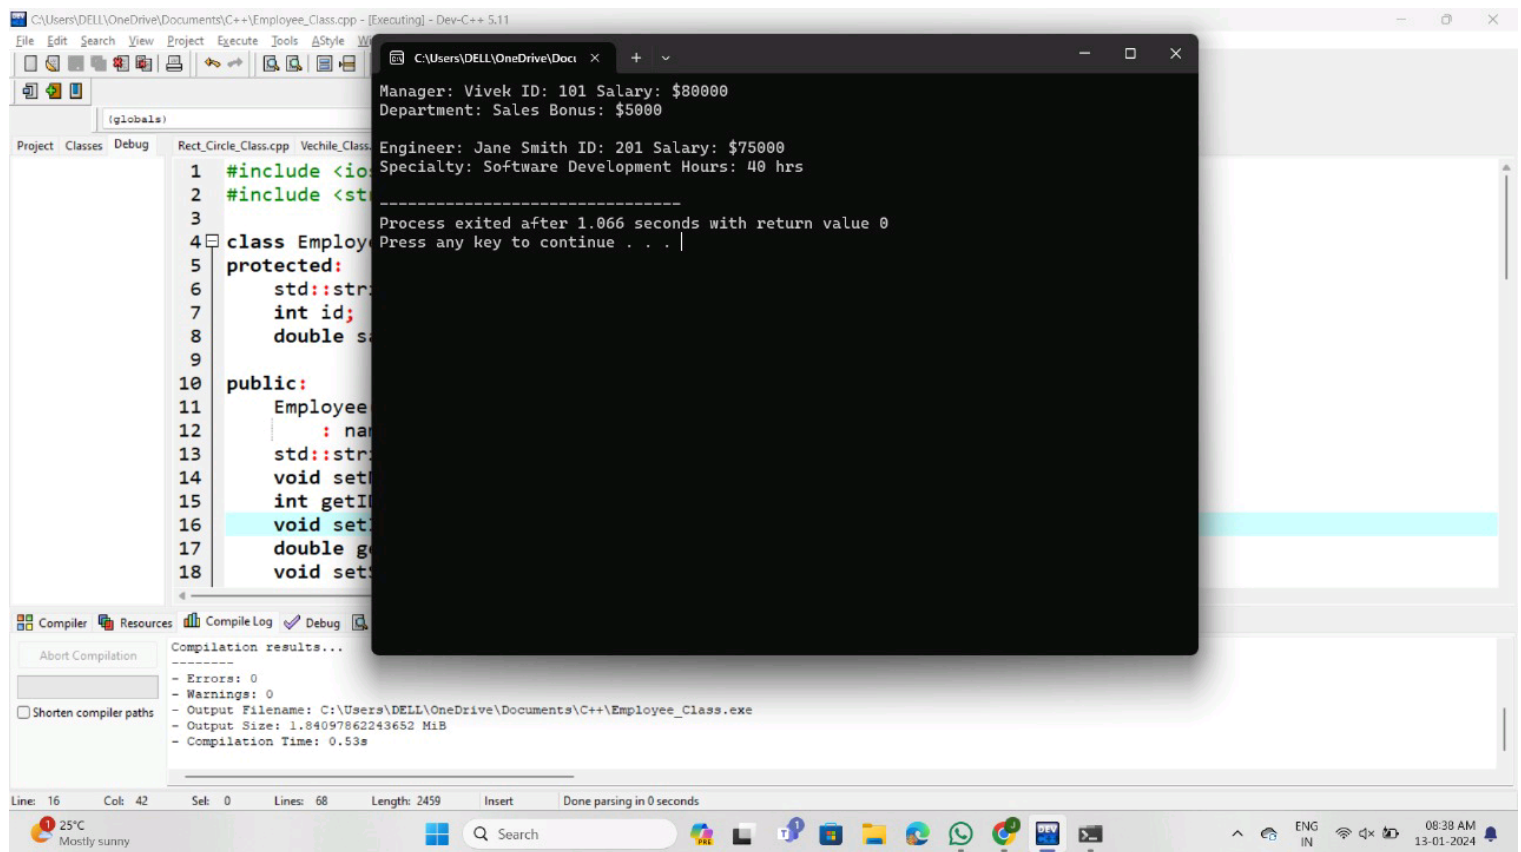 C:\Users\DELL\OneDrive\Documents\C++\Employee_Class.cpp - [Executing] - Dev-C++ 5.11
File Edit Search View Project Execute Tools AStyle
(globals)
Project Classes Debug
Rect_Circle_Class.cpp Vechile_Class.
1 #include <io
2 #include <st
3
4 class Employ
5 protected:
6 std::str
7 int id;
8 double sa
9
10 public:
11 Employee
12 : na
13 std::str
14 void set
15 int getI
16 void set
17 double g
18 void set
C:\Users\DELL\OneDrive\Doc
Manager: Vivek ID: 101 Salary: $80000
Department: Sales Bonus: $5000
Engineer: Jane Smith ID: 201 Salary: $75000
Specialty: Software Development Hours: 40 hrs
--------------------------------
Process exited after 1.066 seconds with return value 0
Press any key to continue . . .
Compiler Resources Compile Log Debug
Abort Compilation
Shorten compiler paths
Compilation results...
--------
- Errors: 0
- Warnings: 0
- Output Filename: C:\Users\DELL\OneDrive\Documents\C++\Employee_Class.exe
- Output Size: 1.84097862243652 MiB
- Compilation Time: 0.53s
Line: 16 Col: 42 Sel: 0 Lines: 68 Length: 2459 Insert Done parsing in 0 seconds
1
25°C
Mostly sunny
Search
PRE
1
J
DEV
ENG
IN
08:38 AM
13-01-2024